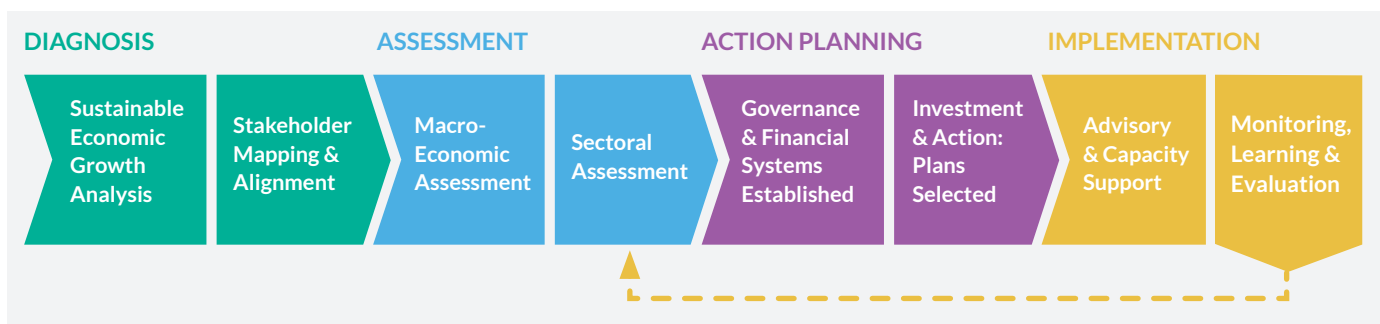 DIAGNOSIS
Sustainable
Economic
Growth
Analysis
Stakeholder
Mapping &
Alignment
ASSESSMENT
Macro-
Economic
Assessment
Sectoral
Assessment
ACTION PLANNING
Governance
& Financial
Systems
Established
Investment
& Action:
Plans
Selected
IMPLEMENTATION
Advisory
& Capacity
Support
Monitoring,
Learning &
Evaluation